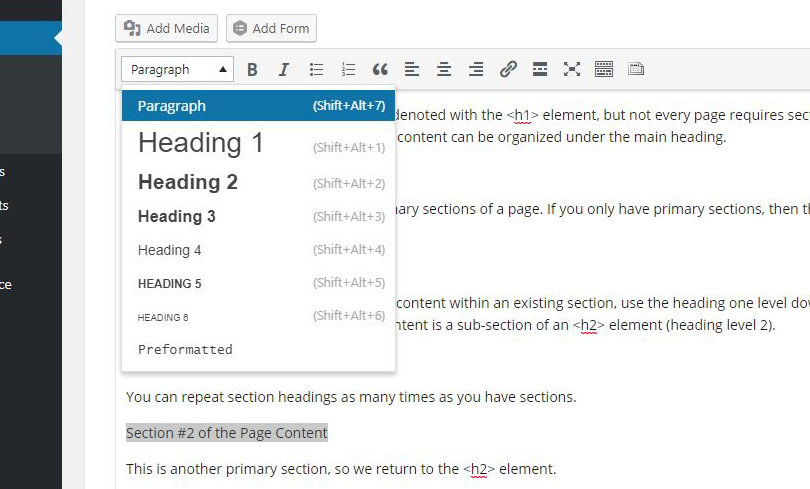 Add Media Add Form
Paragraph B I
Paragraph (Shift+Alt+7)
Heading 1 (Shift+Alt+1)
Heading 2 (Shift+Alt+2)
Heading 3 (Shift+Alt+3)
Heading 4 (Shift+Alt+4)
HEADING 5 (Shift+Alt+5)
HEADING 6 (Shift+Alt+6)
Preformatted
denoted with the <h1> element, but not every page requires sec
content can be organized under the main heading.
ary sections of a page. If you only have primary sections, then th
content within an existing section, use the heading one level dow
ntent is a sub-section of an <h2> element (heading level 2).
You can repeat section headings as many times as you have sections.
Section #2 of the Page Content
This is another primary section, so we return to the <h2> element.
s
ts
s
ce